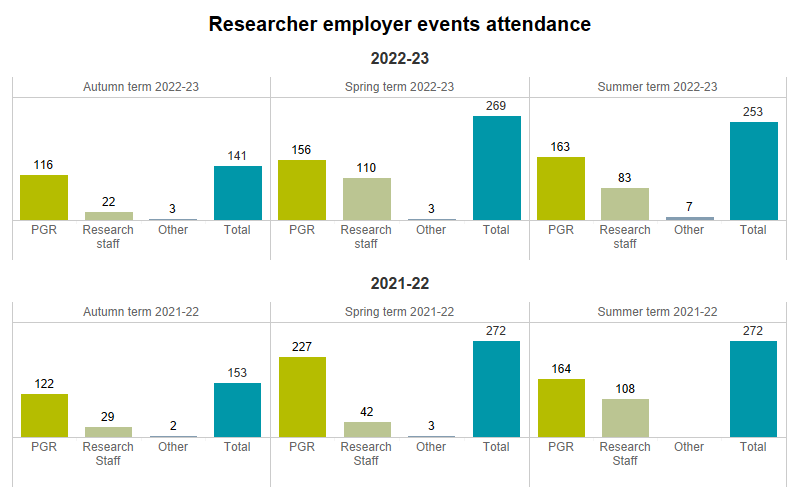 Researcher employer events attendance
2022-23
Autumn term 2022-23 Spring term 2022-23 Summer term 2022-23
116 22 3 141 156 110 3 269 163 83 7 253
PGR Research staff Other Total PGR Research staff Other Total PGR Research staff Other Total
2021-22
Autumn term 2021-22 Spring term 2021-22 Summer term 2021-22
122 29 2 153 227 42 3 272 164 108 272
PGR Research Staff Other Total PGR Research Staff Other Total PGR Research Staff Other Total